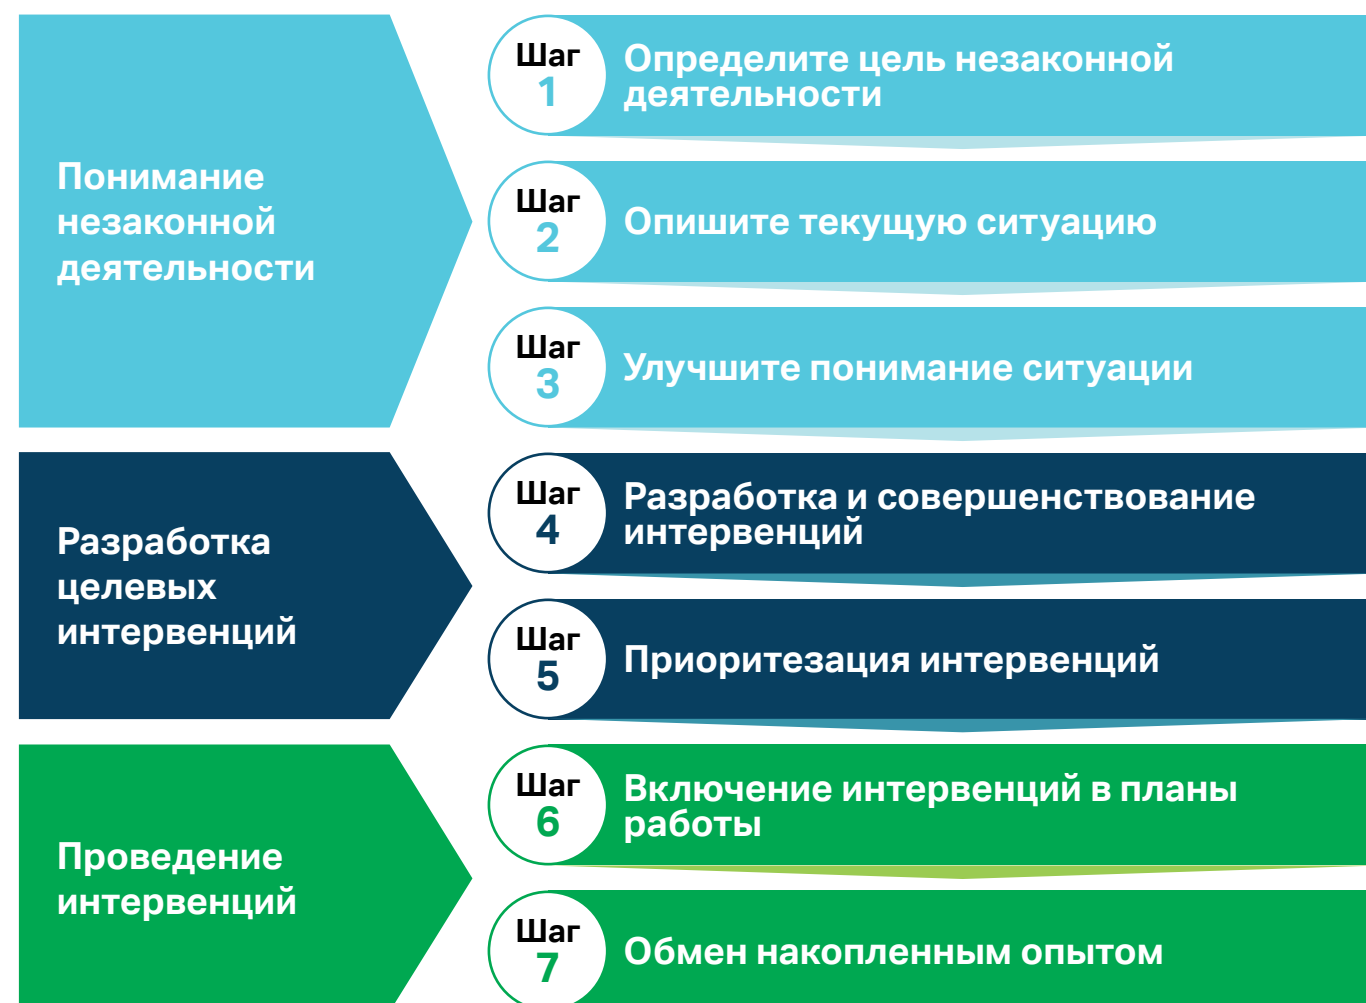 Понимание
незаконной
деятельности
Шаг
1
Определите цель незаконной
деятельности
Шаг
2
Опишите текущую ситуацию
Шаг
3
Улучшите понимание ситуации
Разработка
целевых
интервенций
Шаг
4
Разработка и совершенствование
интервенций
Шаг
5
Приоритезация интервенций
Проведение
интервенций
Шаг
6
Включение интервенций в планы
работы
Шаг
7
Обмен накопленным опытом